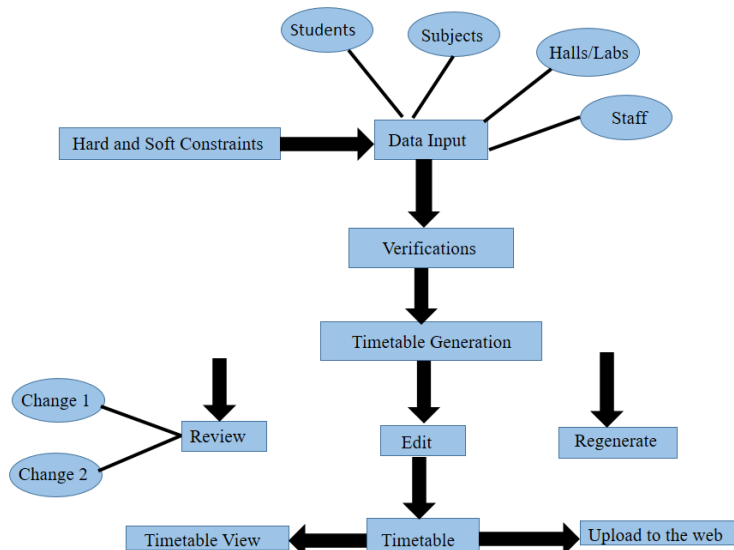 Students
Subjects
Halls/Labs
Staff
Hard and Soft Constraints
Data Input
Verifications
Timetable Generation
Change 1
Review
Edit
Regenerate
Change 2
Timetable View
Timetable
Upload to the web